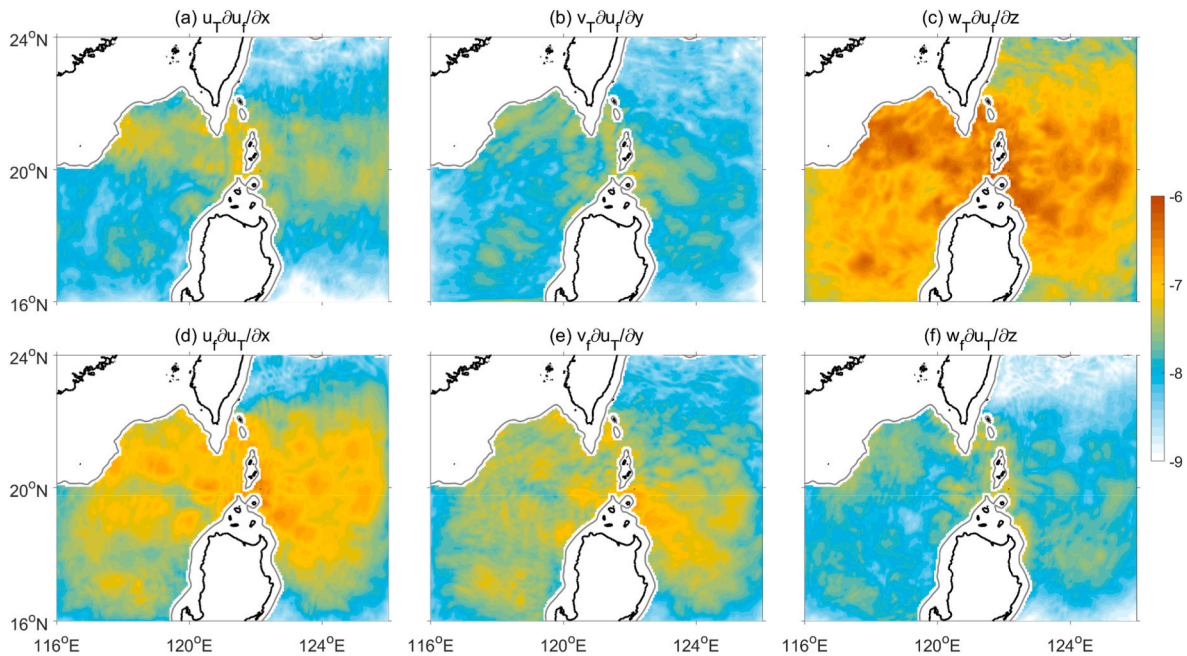 (a) u_T∂u_f/∂x (b) v_T∂u_f/∂y (c) w_T∂u_f/∂z
24°N
20°N
16°N
-6
-7
-8
-9
(d) u_f∂u_T/∂x (e) v_f∂u_T/∂y (f) w_f∂u_T/∂z
24°N
20°N
16°N
116°E 120°E 124°E 116°E 120°E 124°E 116°E 120°E 124°E